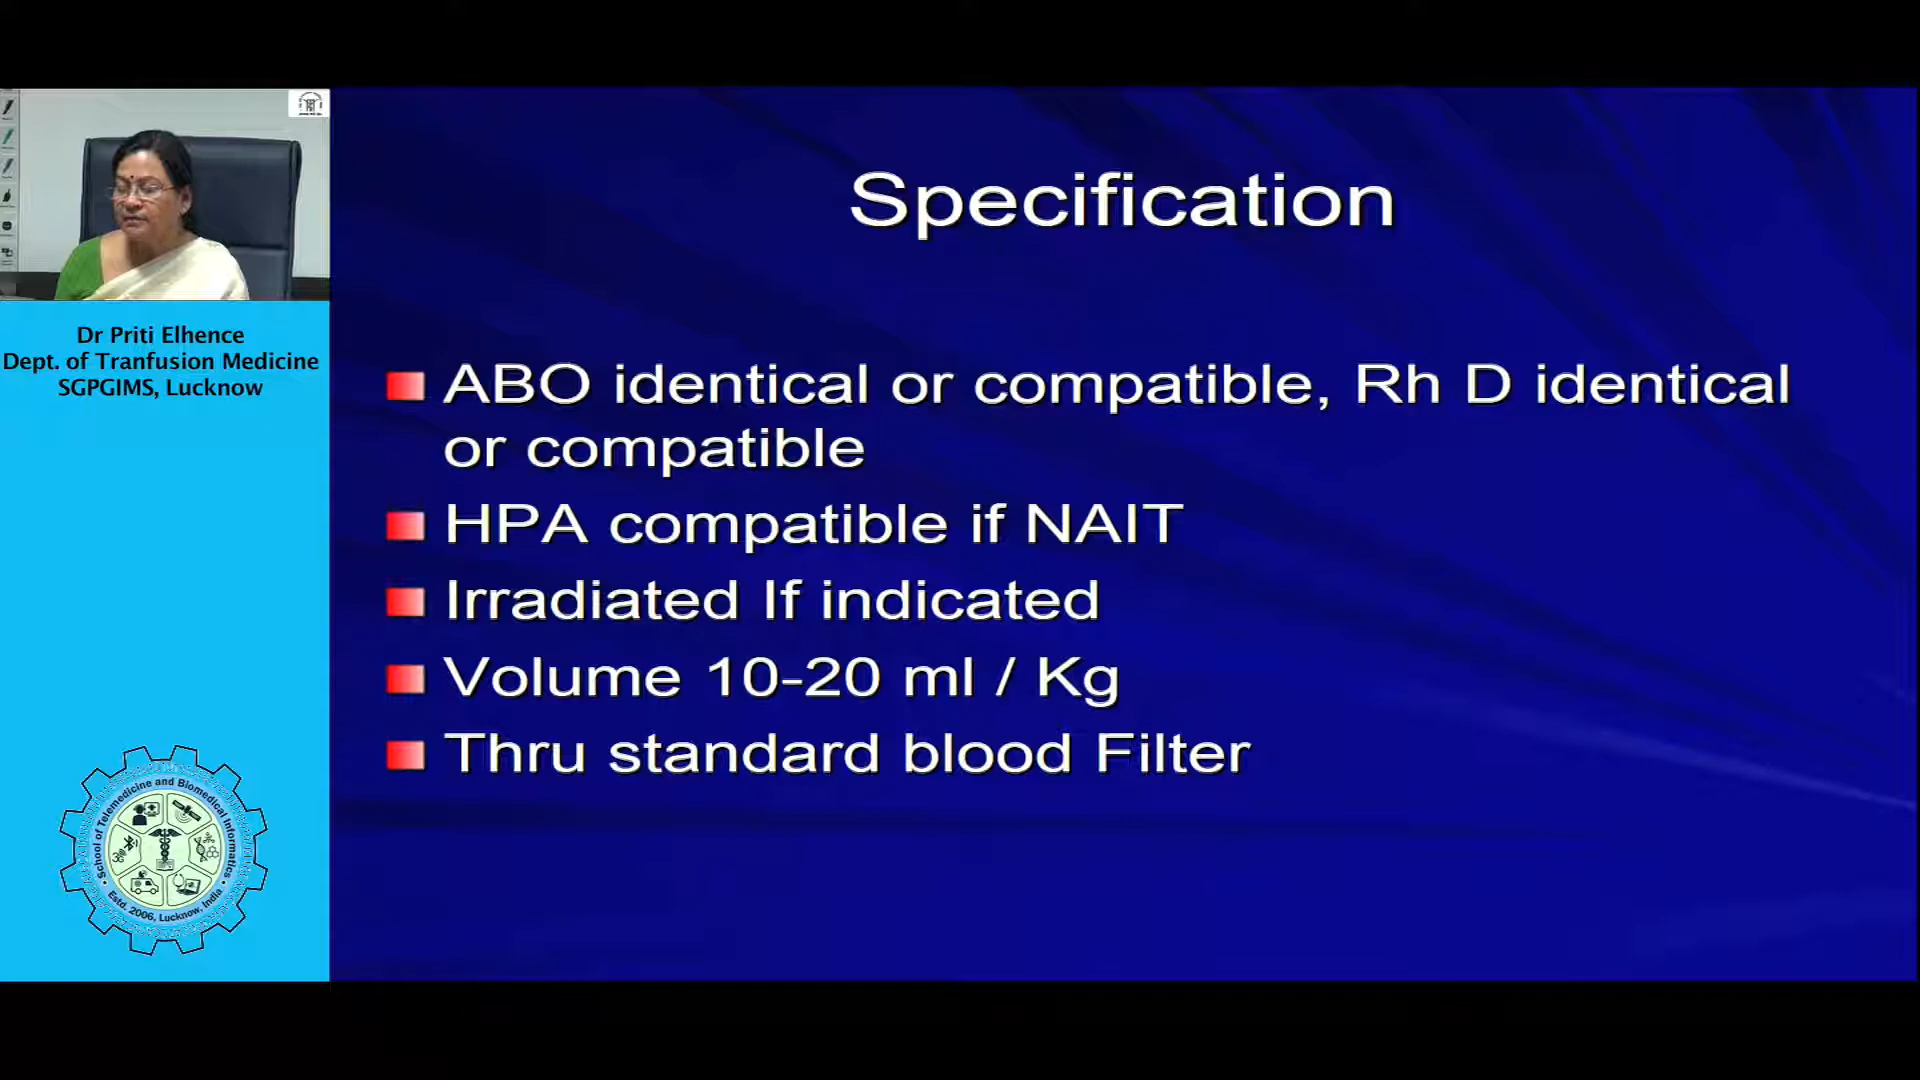 Specification
ABO identical or compatible, Rh D identical
or compatible
HPA compatible if NAIT
Irradiated If indicated
Volume 10-20 ml / Kg
Thru standard blood Filter
Dr Priti Elhence
Dept. of Tranfusion Medicine
SGPGIMS, Lucknow
School of Telemedicine and Biomedical Informatics
Estd. 2006, Lucknow, India